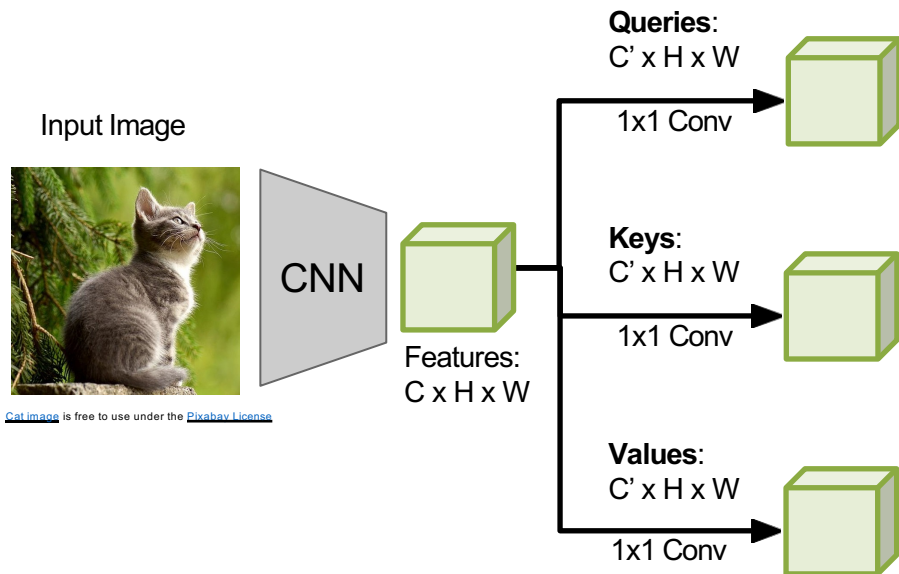 Input Image
Cat image is free to use under the Pixabay License
CNN
Features:
C x H x W
Queries:
C' x H x W
1x1 Conv
Keys:
C' x H x W
1x1 Conv
Values:
C' x H x W
1x1 Conv